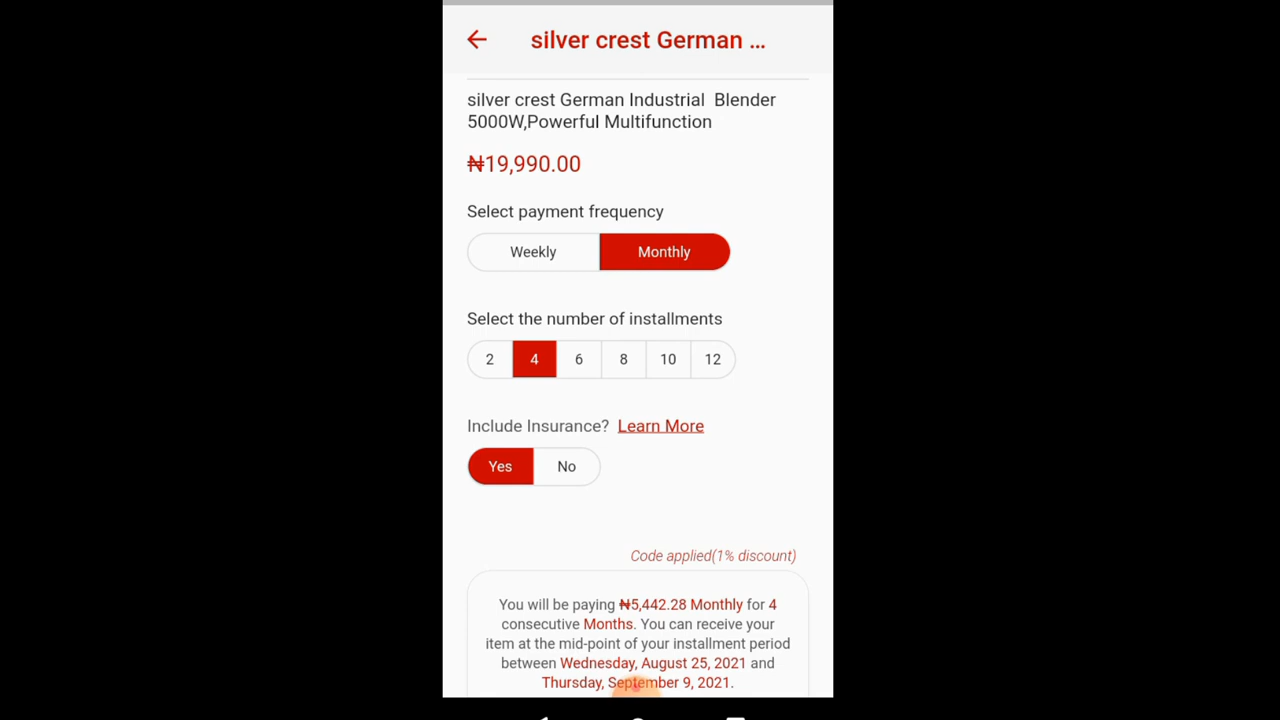 silver crest German ...
silver crest German Industrial  Blender
5000W,Powerful Multifunction
₦19,990.00
Select payment frequency
Weekly Monthly
Select the number of installments
2 4 6 8 10 12
Include Insurance? Learn More
Yes No
Code applied(1% discount)
You will be paying ₦5,442.28 Monthly for 4
consecutive Months. You can receive your
item at the mid-point of your installment period
between Wednesday, August 25, 2021 and
Thursday, September 9, 2021.